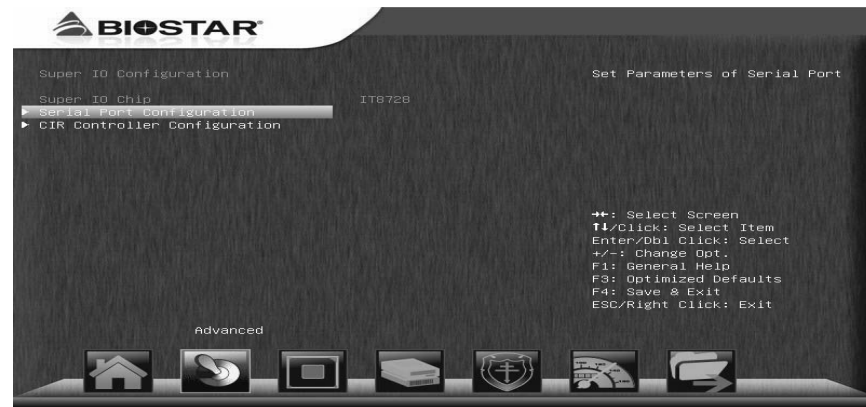 BIOSTAR®
Super IO Configuration
Set Parameters of Serial Port
Super IO Chip IT8728
▶ Serial Port Configuration
▶ CIR Controller Configuration
→←: Select Screen
↑↓/Click: Select Item
Enter/Dbl Click: Select
+/-: Change Opt.
F1: General Help
F3: Optimized Defaults
F4: Save & Exit
ESC/Right Click: Exit
Advanced